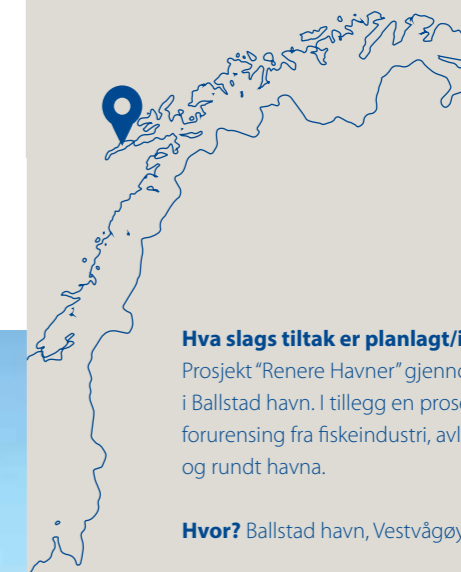 Hva slags tiltak er planlagt/i
Prosjekt “Renere Havner” gjenno
i Ballstad havn. I tillegg en prose
forurensing fra fiskeindustri, avl
og rundt havna.
Hvor? Ballstad havn, Vestvågøy